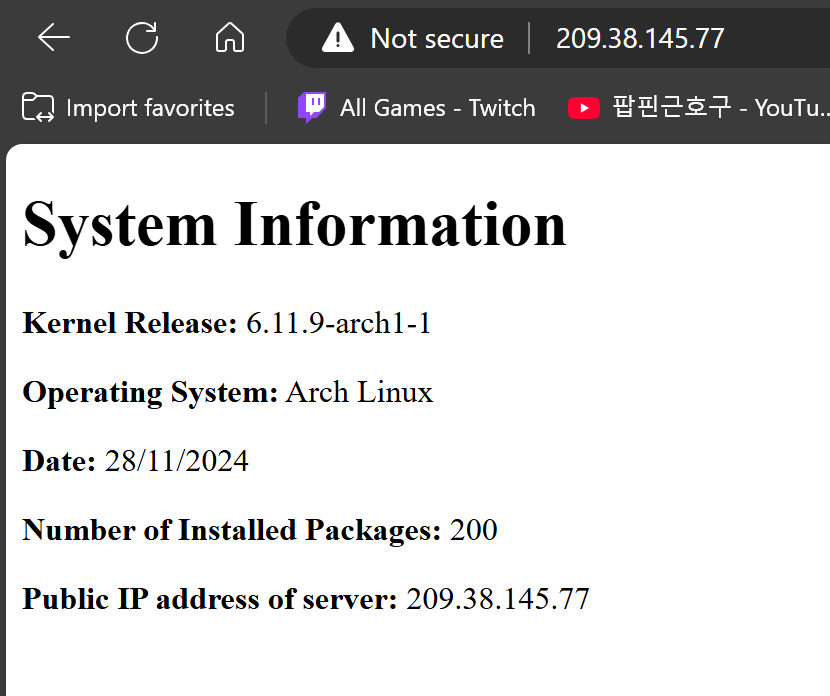 Not secure 209.38.145.77
Import favorites All Games - Twitch 팝핀근호구 - YouTu...
System Information
Kernel Release: 6.11.9-arch1-1
Operating System: Arch Linux
Date: 28/11/2024
Number of Installed Packages: 200
Public IP address of server: 209.38.145.77